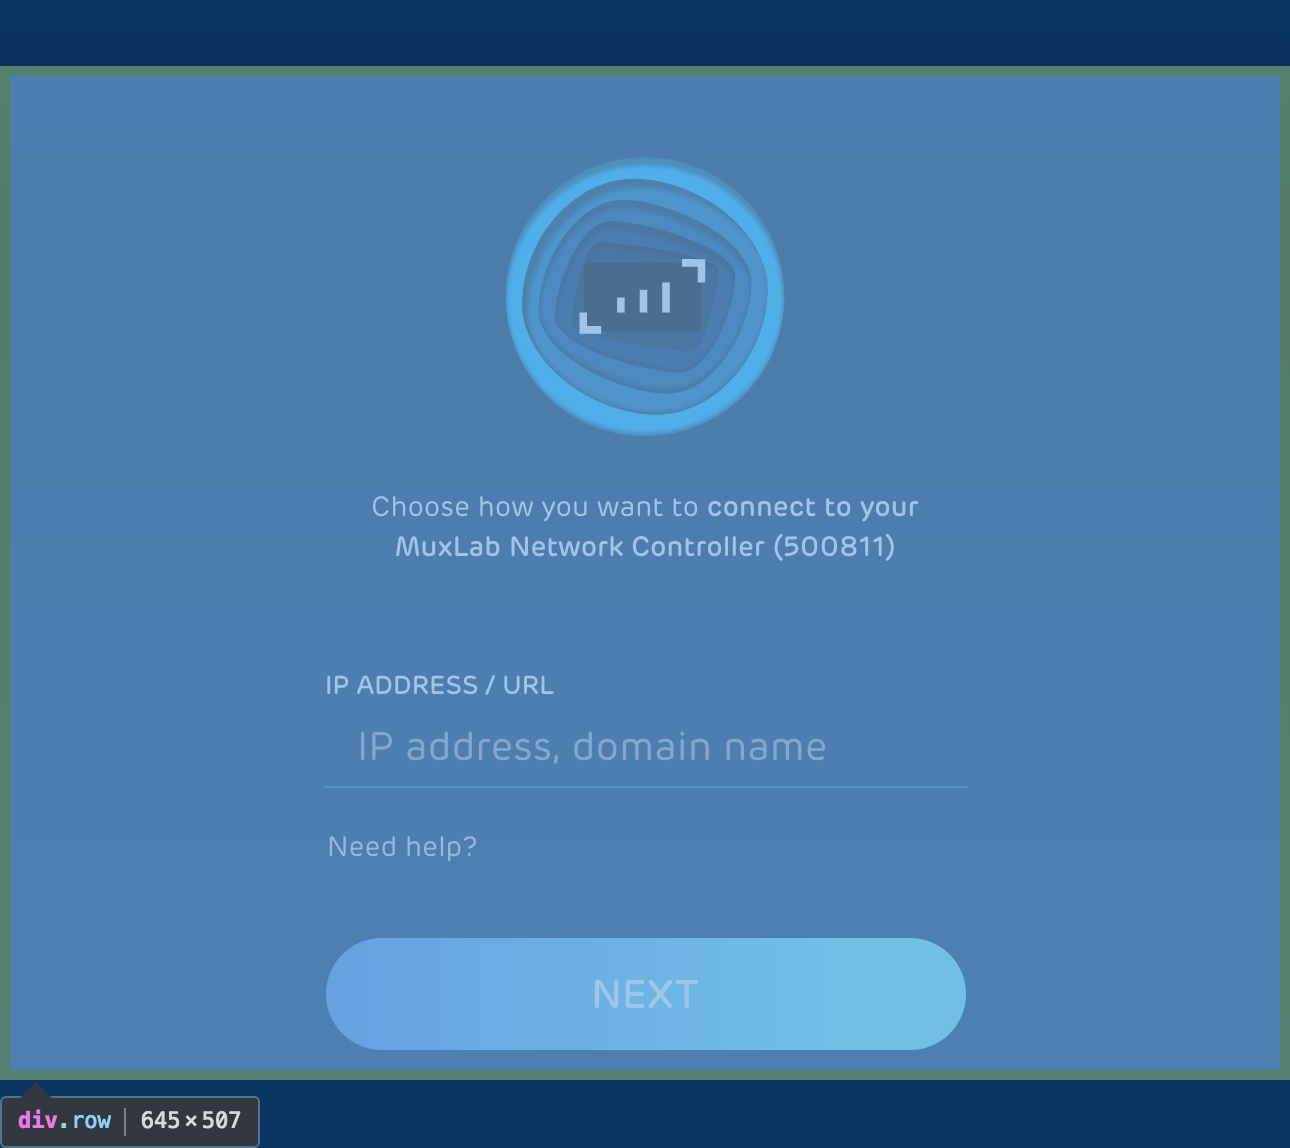 Choose how you want to connect to your
MuxLab Network Controller (500811)
IP ADDRESS / URL
IP address, domain name
Need help?
NEXT
div.row | 645×507